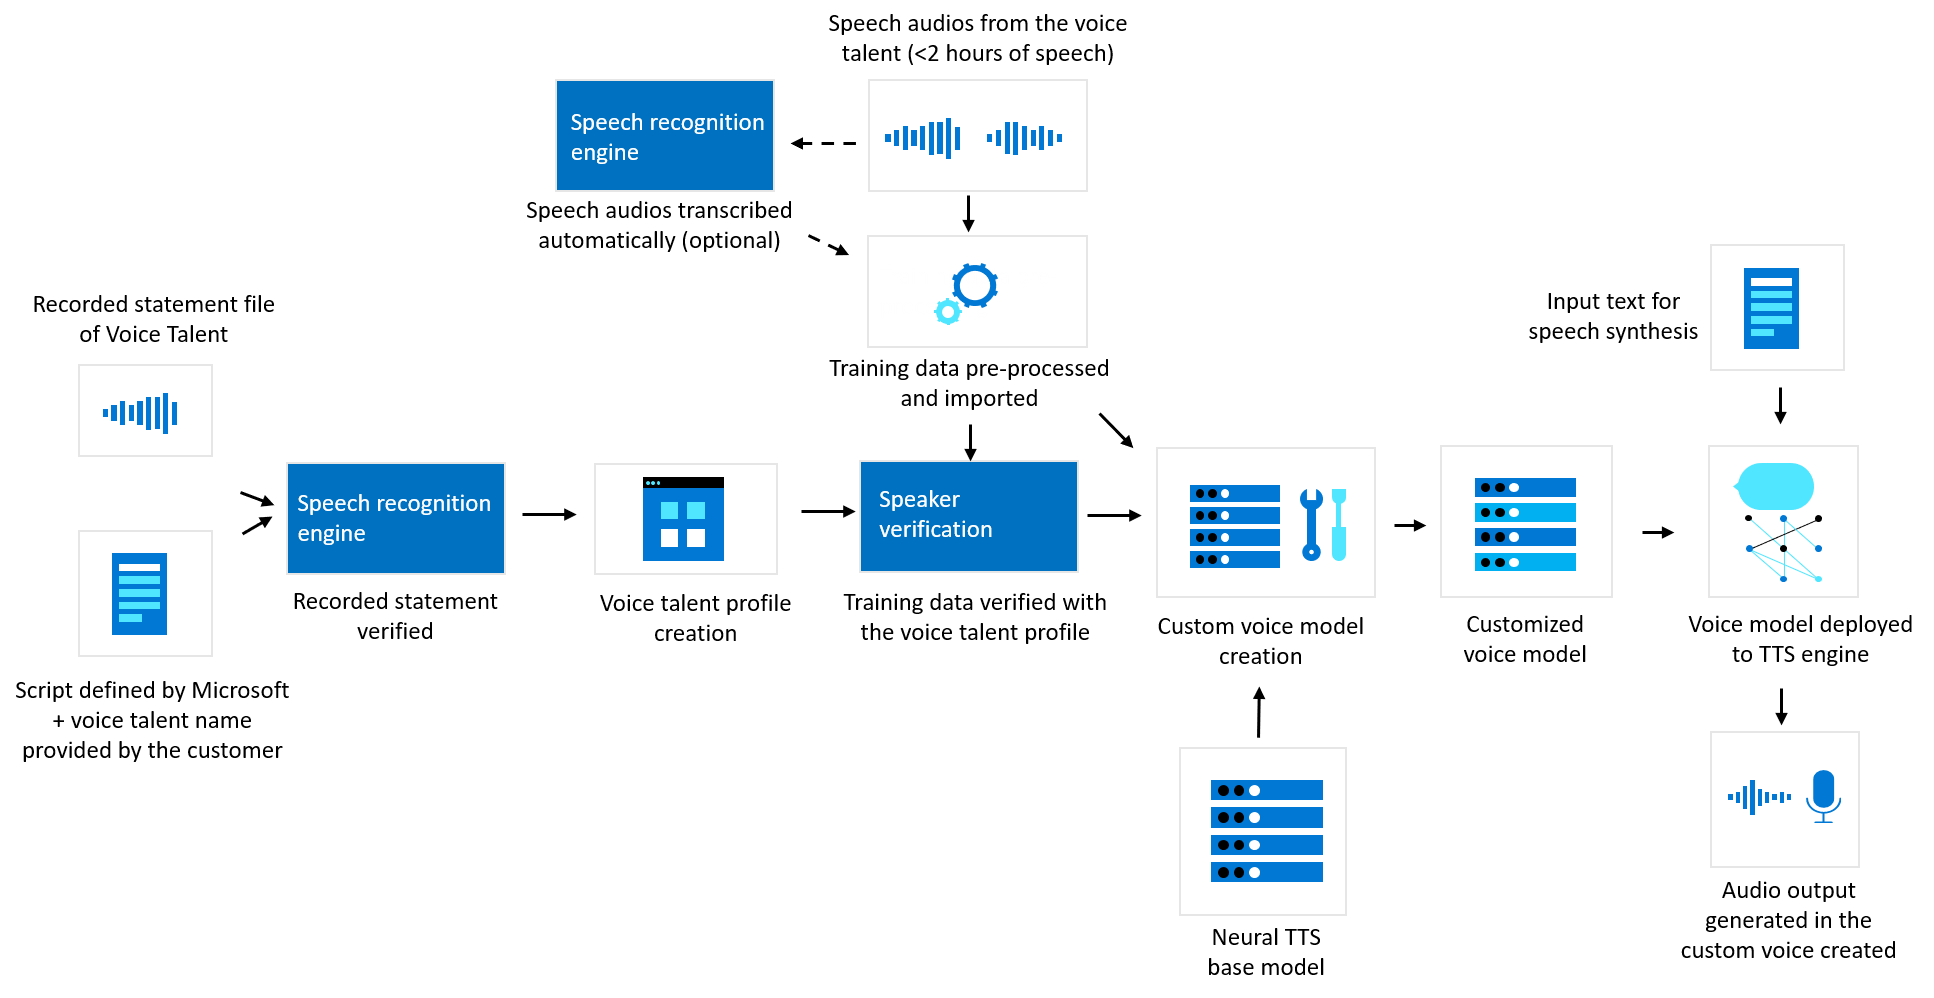 Speech audios from the voice
talent (<2 hours of speech)
Speech recognition
engine
Speech audios transcribed
automatically (optional)
Training data pre-processed
and imported
Recorded statement file
of Voice Talent
Script defined by Microsoft
+ voice talent name
provided by the customer
Speech recognition
engine
Recorded statement
verified
Voice talent profile
creation
Speaker
verification
Training data verified with
the voice talent profile
Custom voice model
creation
Neural TTS
base model
Customized
voice model
Input text for
speech synthesis
Voice model deployed
to TTS engine
Audio output
generated in the
custom voice created